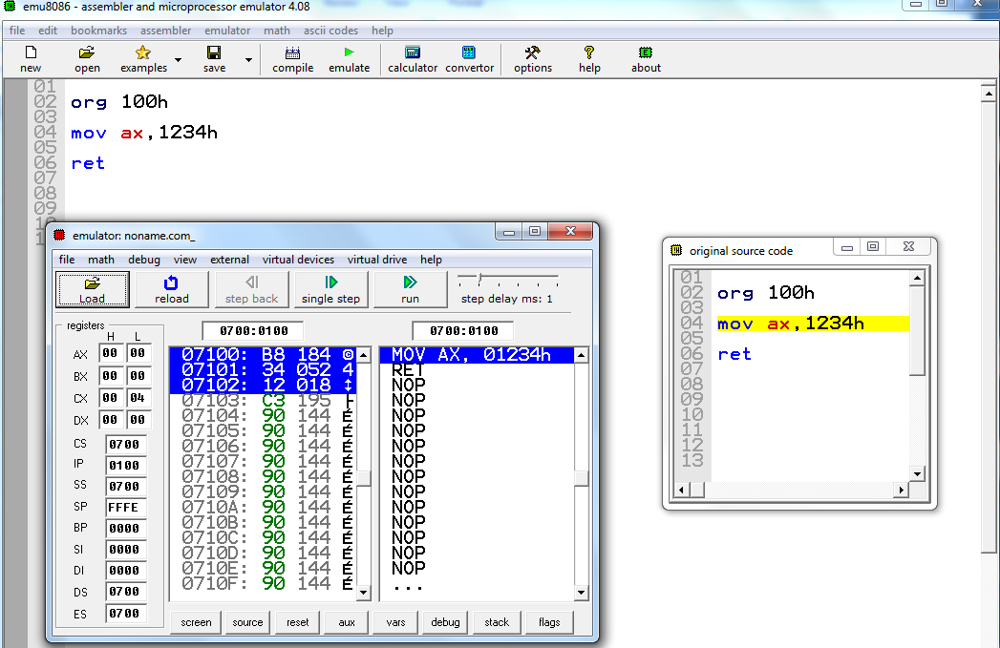 emu8086 - assembler and microprocessor emulator 4.08
file edit bookmarks assembler emulator math ascii codes help
new open examples save compile emulate calculator convertor options help about
01
02 org 100h
03
04 mov ax,1234h
05
06 ret
07
08
09
emulator: noname.com_
file math debug view external virtual devices virtual drive help
Load reload step back single step run step delay ms: 1
registers
H L
AX 00 00
BX 00 00
CX 00 04
DX 00 00
CS 0700
IP 0100
SS 0700
SP FFFE
BP 0000
SI 0000
DI 0000
DS 0700
ES 0700
0700:0100
07100: B8 184
07101: 34 052 4
07102: 12 018 ↕
07103: C3 195 ├
07104: 90 144 É
07105: 90 144 É
07106: 90 144 É
07107: 90 144 É
07108: 90 144 É
07109: 90 144 É
0710A: 90 144 É
0710B: 90 144 É
0710C: 90 144 É
0710D: 90 144 É
0710E: 90 144 É
0710F: 90 144 É
0700:0100
MOV AX, 01234h
RET
NOP
NOP
NOP
NOP
NOP
NOP
NOP
NOP
NOP
NOP
NOP
NOP
NOP
...
screen source reset aux vars debug stack flags
original source code
01
02 org 100h
03
04 mov ax,1234h
05
06 ret
07
08
09
10
11
12
13